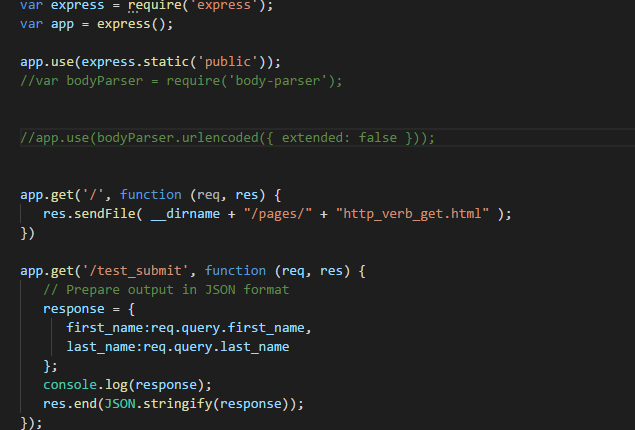 var express = require('express');
var app = express();
app.use(express.static('public'));
//var bodyParser = require('body-parser');
//app.use(bodyParser.urlencoded({ extended: false }));
app.get('/', function (req, res) {
res.sendFile( __dirname + "/pages/" + "http_verb_get.html" );
})
app.get('/test_submit', function (req, res) {
// Prepare output in JSON format
response = {
first_name:req.query.first_name,
last_name:req.query.last_name
};
console.log(response);
res.end(JSON.stringify(response));
});